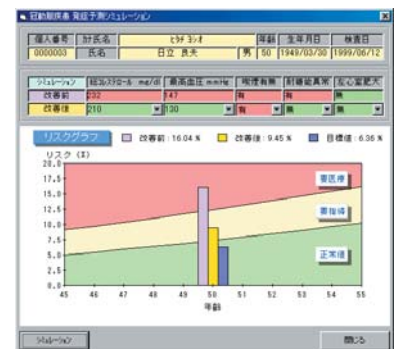 冠動脈疾患 発症予測シミュレーション
個人番号 カナ氏名 ヒタチ ヨシオ 年齢 生年月日 検査日
0000003 氏名 日立 良夫 男 50 1949/03/30 1999/06/12
シミュレーション 総コレステロール mg/dl 最高血圧 mmHg 喫煙有無 耐糖能異常 左心室肥大
改善前 232 147 有 有 無
改善後 210 130 有 無 無
リスクグラフ 改善前:16.04 % 改善後:9.45 % 目標値:6.35 %
リスク (%)
20.0
17.5
15.0
12.5
10.0
7.5
5.0
2.5
0.0
要医療
要指導
正常値
45 46 47 48 49 50 51 52 53 54 55
年齢
シミュレーション 閉じる